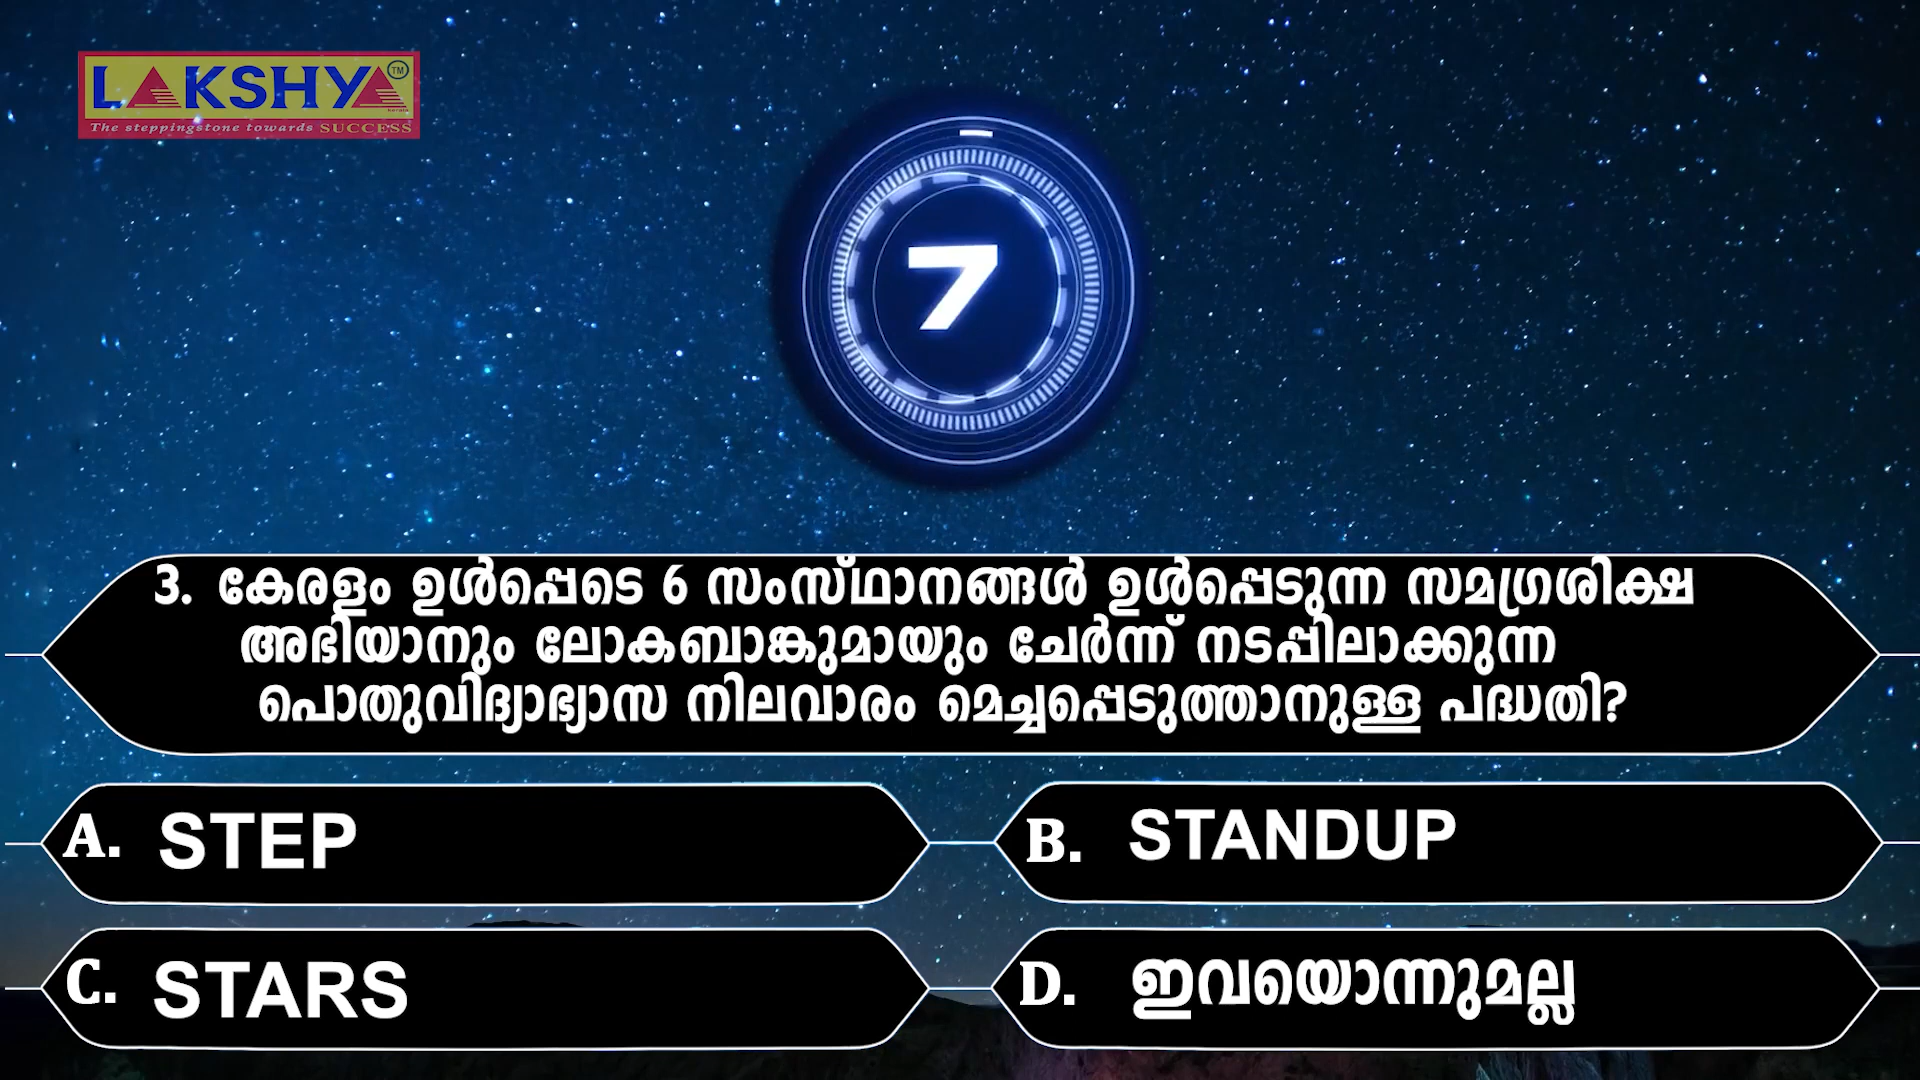 LAKSHYA TM
The steppingstone towards SUCCESS
7
3. കേരളം ഉൾപ്പെടെ 6 സംസ്ഥാനങ്ങൾ ഉൾപ്പെടുന്ന സമഗ്രശിക്ഷ
അഭിയാനും ലോകബാങ്കുമായും ചേർന്ന് നടപ്പിലാക്കുന്ന
പൊതുവിദ്യാഭ്യാസ നിലവാരം മെച്ചപ്പെടുത്താനുള്ള പദ്ധതി?
A. STEP
B. STANDUP
C. STARS
D. ഇവയൊന്നുമല്ല